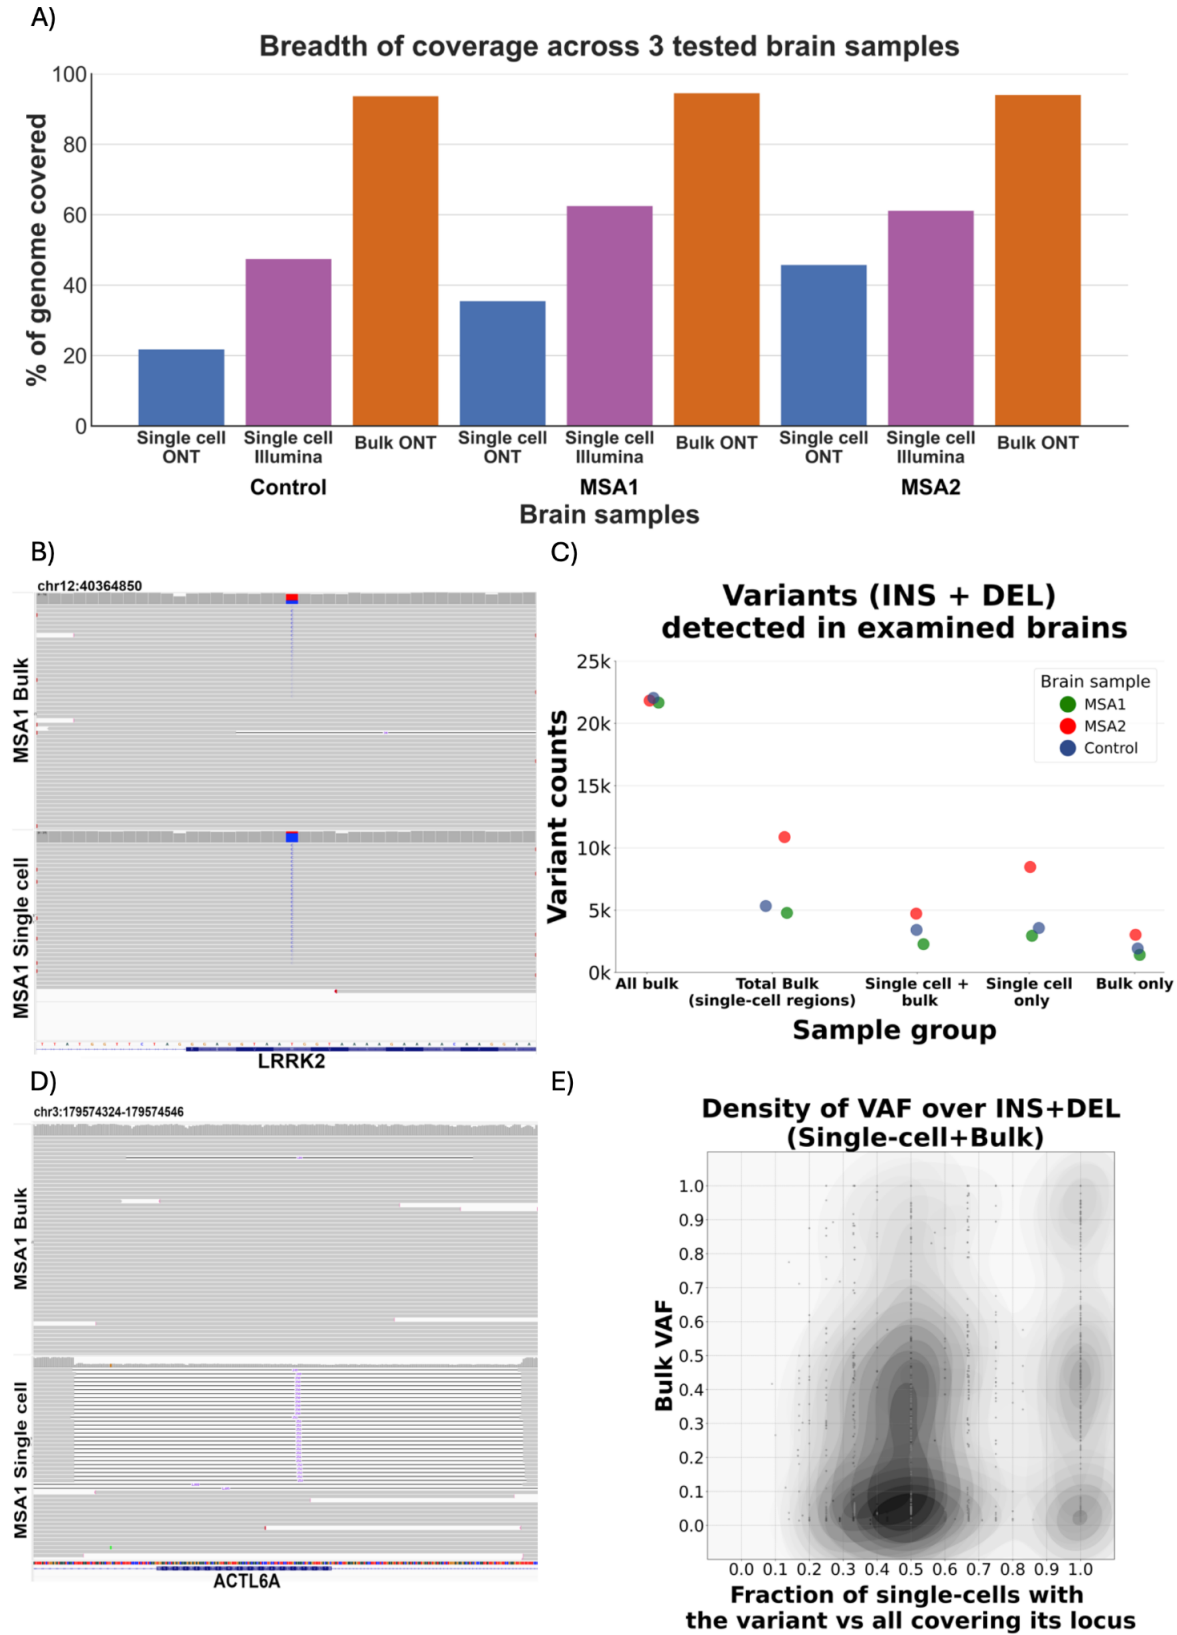 A)
Breadth of coverage across 3 tested brain samples
% of genome covered
100
80
60
40
20
0
Single cell ONT
Single cell Illumina
Bulk ONT
Single cell ONT
Single cell Illumina
Bulk ONT
Single cell ONT
Single cell Illumina
Bulk ONT
Control
MSA1
MSA2
Brain samples
B)
chr12:40364850
MSA1 Bulk
MSA1 Single cell
LRRK2
C)
Variants (INS + DEL)
detected in examined brains
Variant counts
25k
20k
15k
10k
5k
0k
Brain sample
MSA1
MSA2
Control
All bulk
Total Bulk
(single-cell regions)
Single cell +
bulk
Single cell
only
Bulk only
Sample group
D)
chr3:179574324-179574546
MSA1 Bulk
MSA1 Single cell
ACTL6A
E)
Density of VAF over INS+DEL
(Single-cell+Bulk)
Bulk VAF
1.0
0.9
0.8
0.7
0.6
0.5
0.4
0.3
0.2
0.1
0.0
0.0 0.1 0.2 0.3 0.4 0.5 0.6 0.7 0.8 0.9 1.0
Fraction of single-cells with
the variant vs all covering its locus